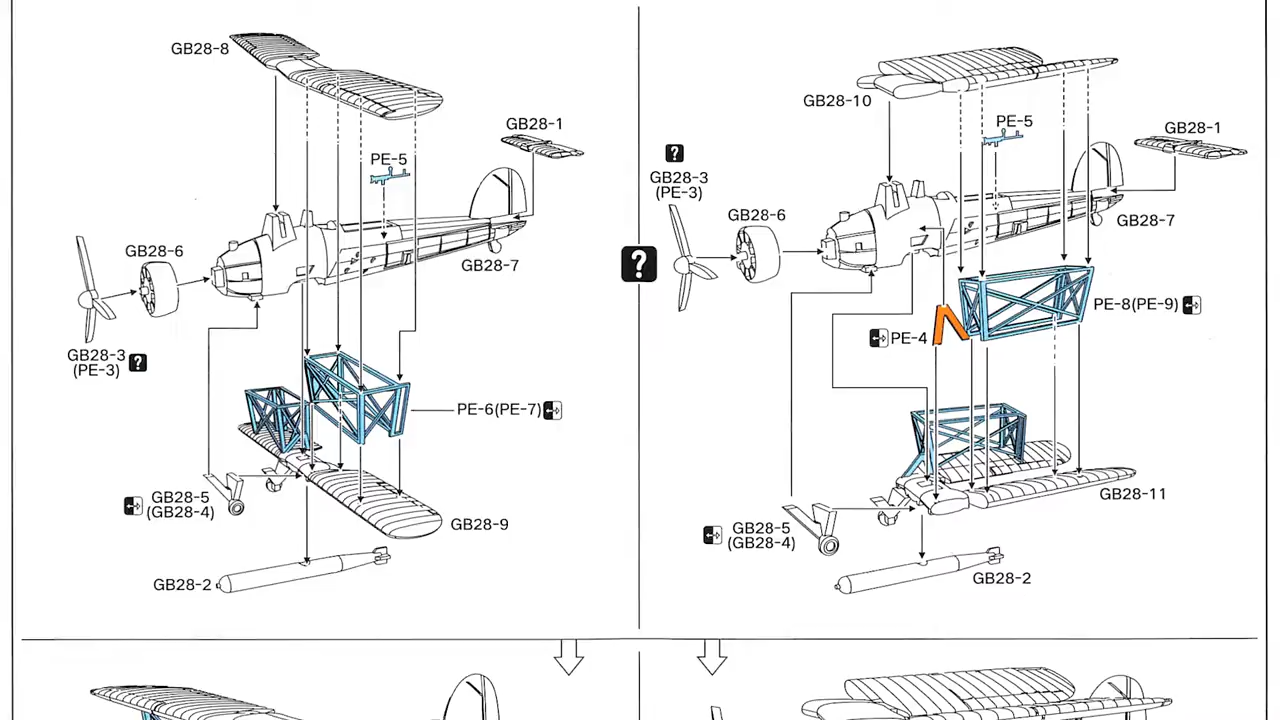 GB28-8
GB28-1
PE-5
GB28-6
GB28-7
GB28-3
(PE-3) ?
PE-6(PE-7)
GB28-5
(GB28-4)
GB28-9
GB28-2
?
GB28-10
PE-5
GB28-1
?
GB28-3
(PE-3)
GB28-6
GB28-7
PE-8(PE-9)
PE-4
GB28-11
GB28-5
(GB28-4)
GB28-2